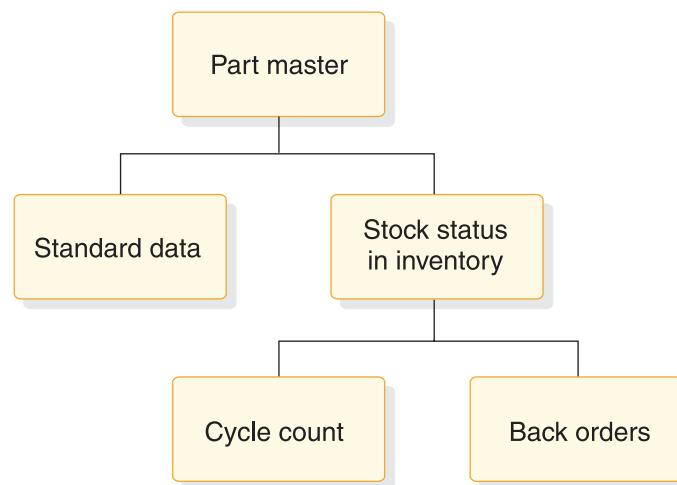 Part master
Standard data
Stock status
in inventory
Cycle count
Back orders